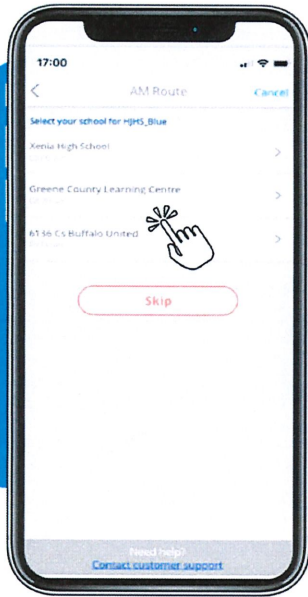 17:00
AM Route
Cancel
Select your school for HJHS_Blue
Xenia High School
Greene County Learning Centre
6136 Cs Buffalo United
Skip
Need help?
Contact customer support